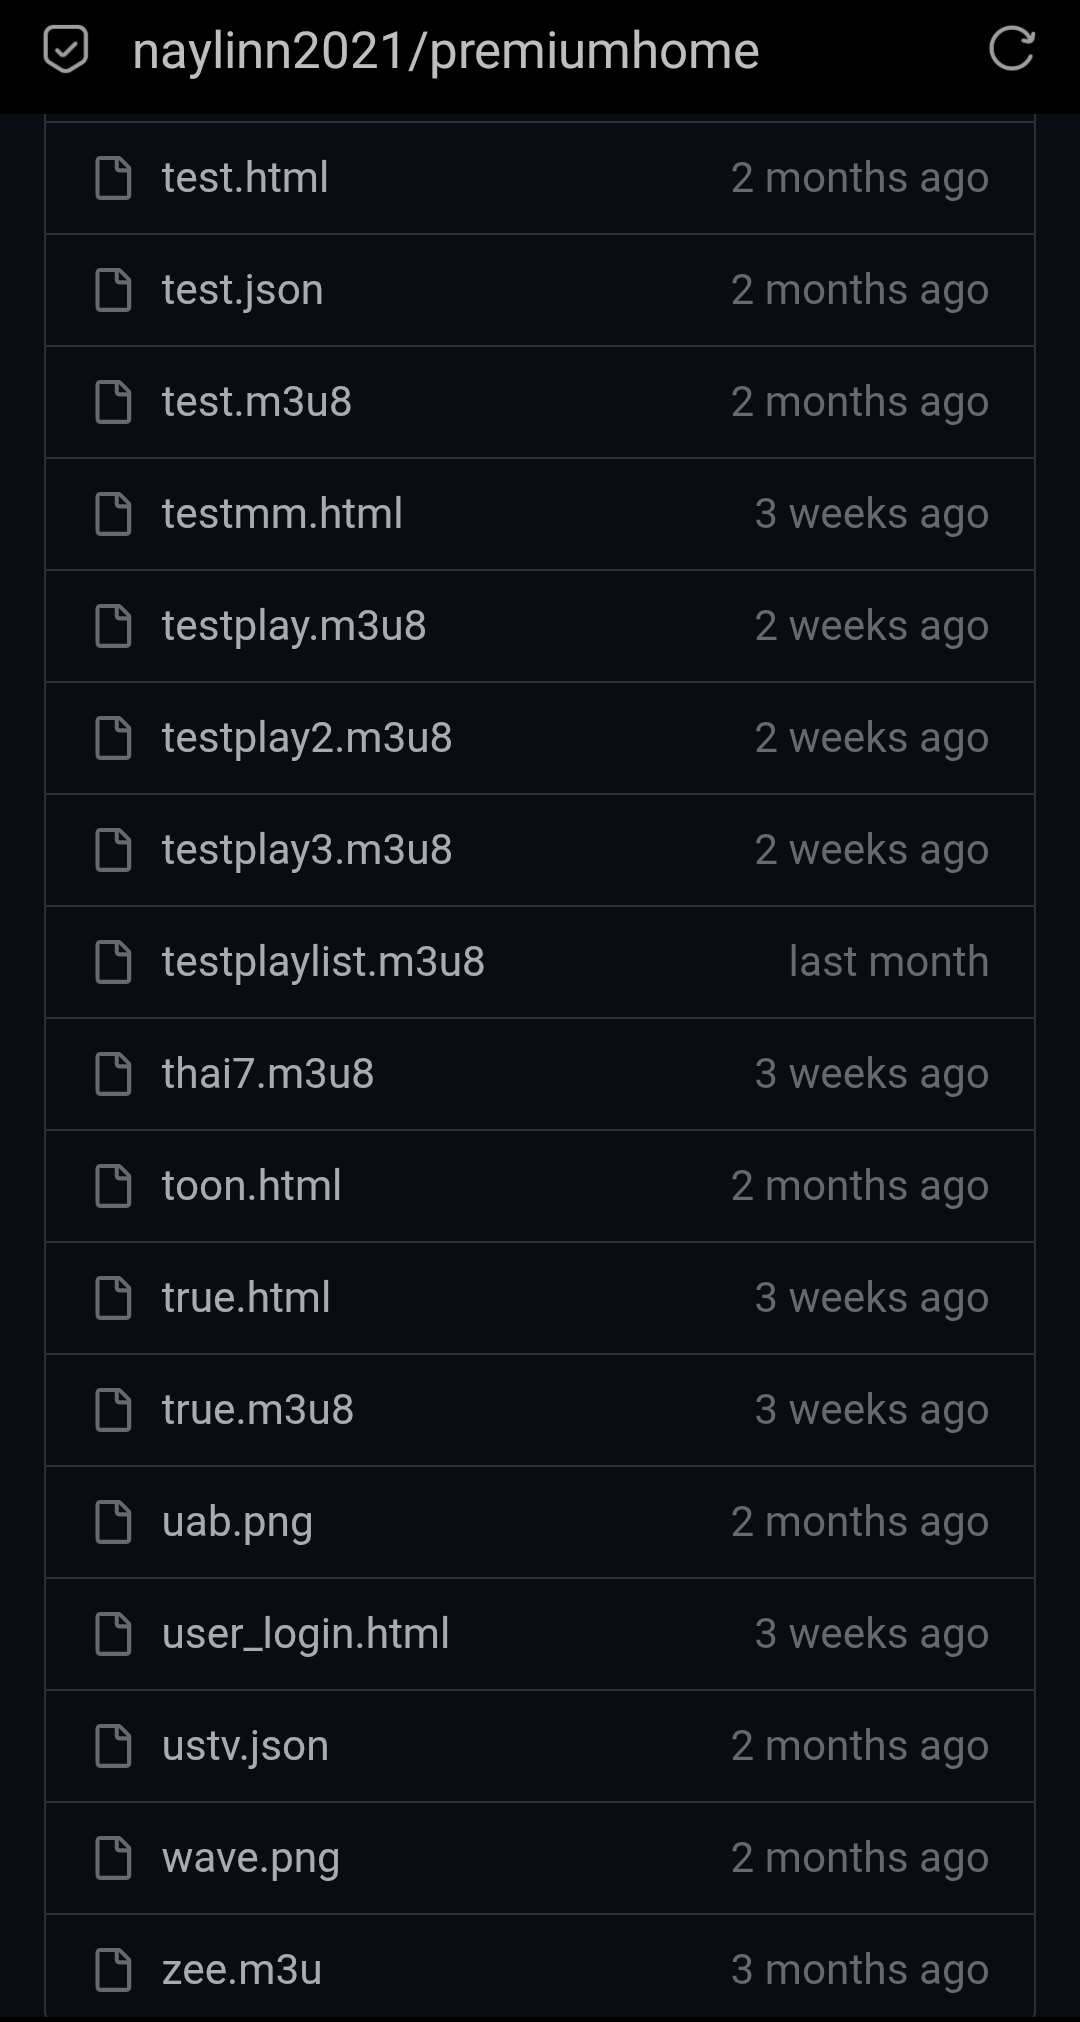 naylinn2021/premiumhome
test.html 2 months ago
test.json 2 months ago
test.m3u8 2 months ago
testmm.html 3 weeks ago
testplay.m3u8 2 weeks ago
testplay2.m3u8 2 weeks ago
testplay3.m3u8 2 weeks ago
testplaylist.m3u8 last month
thai7.m3u8 3 weeks ago
toon.html 2 months ago
true.html 3 weeks ago
true.m3u8 3 weeks ago
uab.png 2 months ago
user_login.html 3 weeks ago
ustv.json 2 months ago
wave.png 2 months ago
zee.m3u 3 months ago